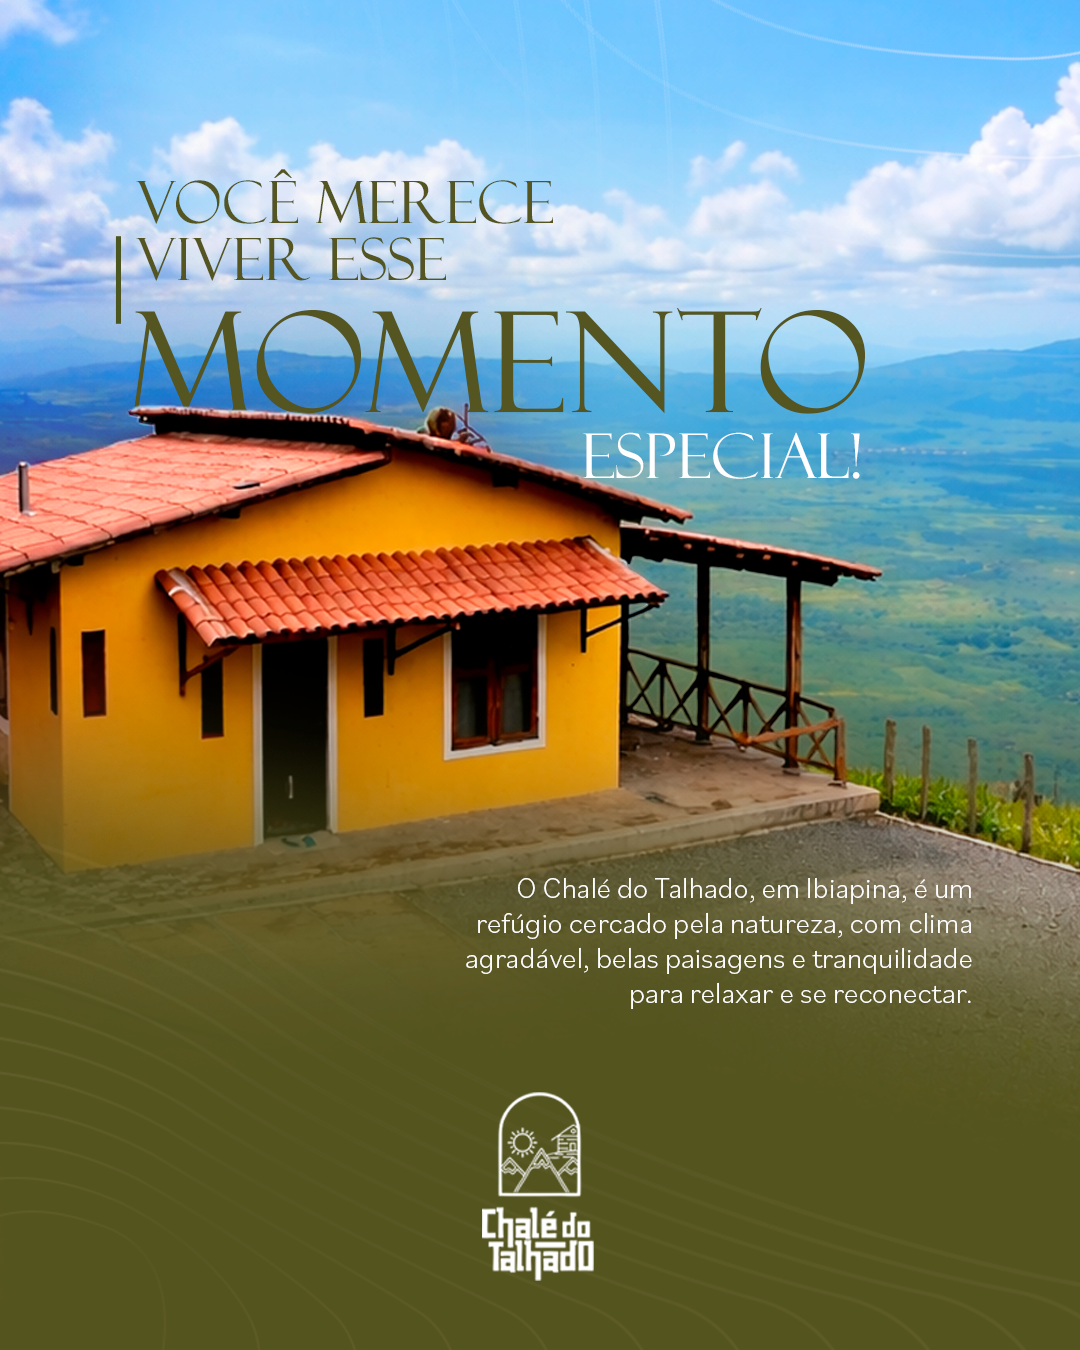 VOCÊ MERECE
VIVER ESSE
MOMENTO
ESPECIAL!
O Chalé do Talhado, em Ibiapina, é um
refúgio cercado pela natureza, com clima
agradável, belas paisagens e tranquilidade
para relaxar e se reconectar.
Chalé do
Talhado